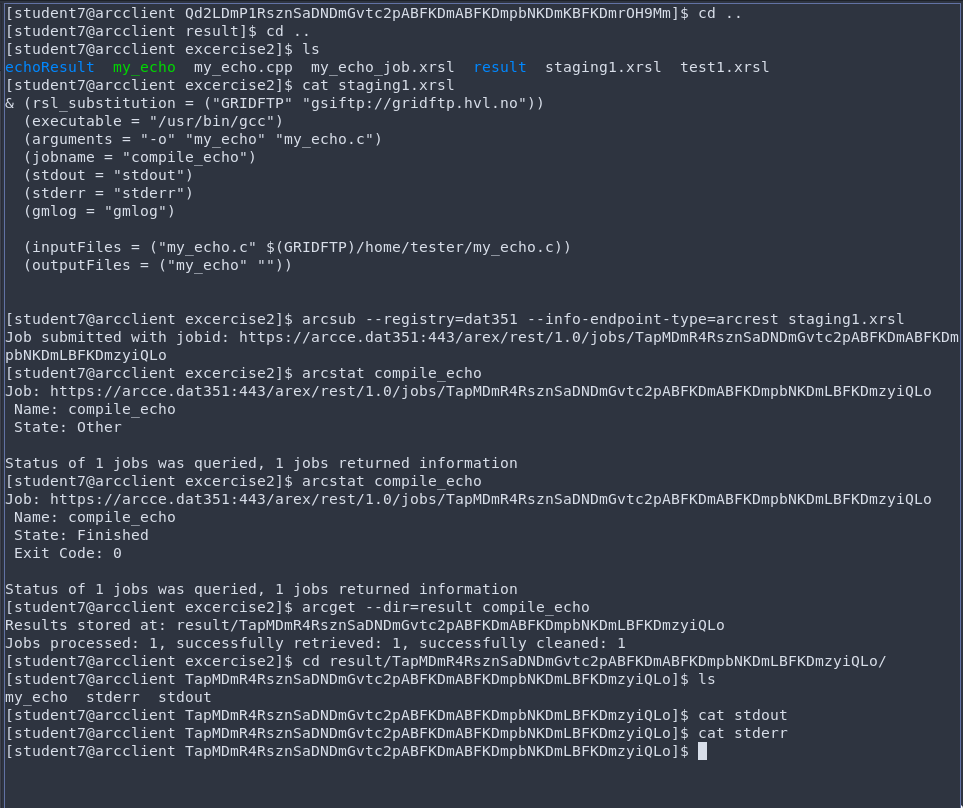 [student7@arcclient Qd2LDmP1RsznSaDNDmGvtc2pABFKDmABFKDmpbNKDmKBFKDmrOH9Mm]$ cd ..
[student7@arcclient result]$ cd ..
[student7@arcclient excercise2]$ ls
echoResult  my_echo  my_echo.cpp  my_echo_job.xrsl  result  staging1.xrsl  test1.xrsl
[student7@arcclient excercise2]$ cat staging1.xrsl
& (rsl_substitution = ("GRIDFTP" "gsiftp://gridftp.hvl.no"))
  (executable = "/usr/bin/gcc")
  (arguments = "-o" "my_echo" "my_echo.c")
  (jobname = "compile_echo")
  (stdout = "stdout")
  (stderr = "stderr")
  (gmlog = "gmlog")
  (inputFiles = ("my_echo.c" $(GRIDFTP)/home/tester/my_echo.c))
  (outputFiles = ("my_echo" ""))
[student7@arcclient excercise2]$ arcsub --registry=dat351 --info-endpoint-type=arcrest staging1.xrsl
Job submitted with jobid: https://arcce.dat351:443/arex/rest/1.0/jobs/TapMDmR4RsznSaDNDmGvtc2pABFKDmABFKDm
pbNKDmLBFKDmzyiQLo
[student7@arcclient excercise2]$ arcstat compile_echo
Job: https://arcce.dat351:443/arex/rest/1.0/jobs/TapMDmR4RsznSaDNDmGvtc2pABFKDmABFKDmpbNKDmLBFKDmzyiQLo
 Name: compile_echo
 State: Other
Status of 1 jobs was queried, 1 jobs returned information
[student7@arcclient excercise2]$ arcstat compile_echo
Job: https://arcce.dat351:443/arex/rest/1.0/jobs/TapMDmR4RsznSaDNDmGvtc2pABFKDmABFKDmpbNKDmLBFKDmzyiQLo
 Name: compile_echo
 State: Finished
 Exit Code: 0
Status of 1 jobs was queried, 1 jobs returned information
[student7@arcclient excercise2]$ arcget --dir=result compile_echo
Results stored at: result/TapMDmR4RsznSaDNDmGvtc2pABFKDmABFKDmpbNKDmLBFKDmzyiQLo
Jobs processed: 1, successfully retrieved: 1, successfully cleaned: 1
[student7@arcclient excercise2]$ cd result/TapMDmR4RsznSaDNDmGvtc2pABFKDmABFKDmpbNKDmLBFKDmzyiQLo/
[student7@arcclient TapMDmR4RsznSaDNDmGvtc2pABFKDmABFKDmpbNKDmLBFKDmzyiQLo]$ ls
my_echo  stderr  stdout
[student7@arcclient TapMDmR4RsznSaDNDmGvtc2pABFKDmABFKDmpbNKDmLBFKDmzyiQLo]$ cat stdout
[student7@arcclient TapMDmR4RsznSaDNDmGvtc2pABFKDmABFKDmpbNKDmLBFKDmzyiQLo]$ cat stderr
[student7@arcclient TapMDmR4RsznSaDNDmGvtc2pABFKDmABFKDmpbNKDmLBFKDmzyiQLo]$